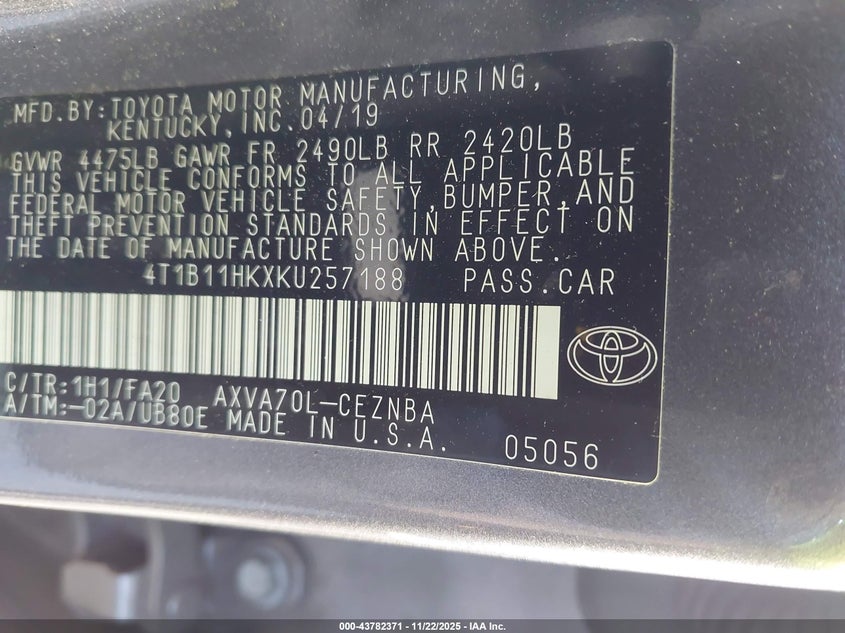 MFD.BY:TOYOTA MOTOR MANUFACTURING,
KENTUCKY,INC.04/19
GVWR 4475LB GAWR FR 2490LB RR 2420LB
THIS VEHICLE CONFORMS TO ALL APPLICABLE
FEDERAL MOTOR VEHICLE SAFETY,BUMPER,AND
THEFT PREVENTION STANDARDS IN EFFECT ON
THE DATE OF MANUFACTURE SHOWN ABOVE.
4T1B11HKXKU257188 PASS.CAR
C/TR:1H1/FA20 AXVA70L-CEZNBA
A/TM:-02A/UB80E MADE IN U.S.A.
05056
000-43782371 - 11/22/2025 - IAA Inc.